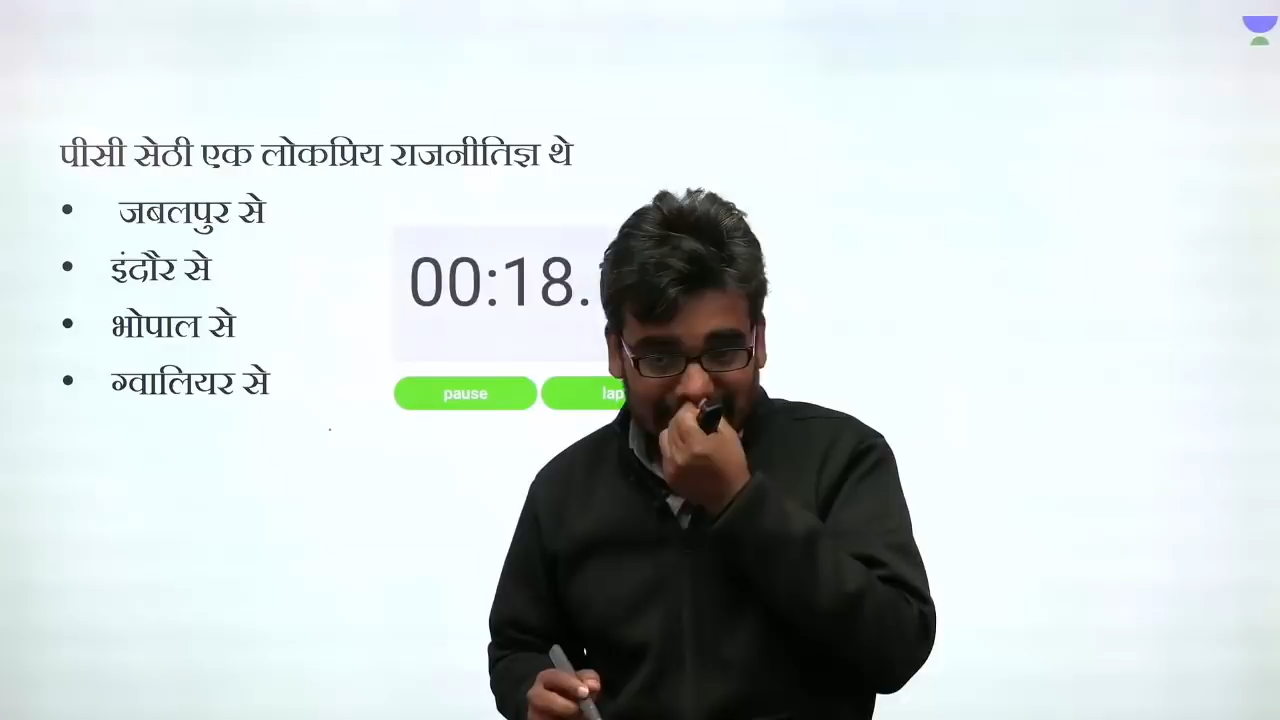 पीसी सेठी एक लोकप्रिय राजनीतिज्ञ थे
• जबलपुर से
• इंदौर से
• भोपाल से
• ग्वालियर से
00:18.
pause
lap